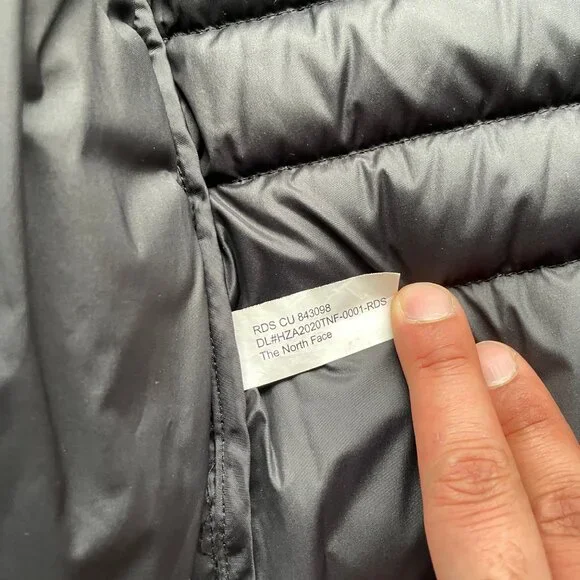 RDS CU 843098
DL#HZA2020TNF-0001-RDS
The North Face